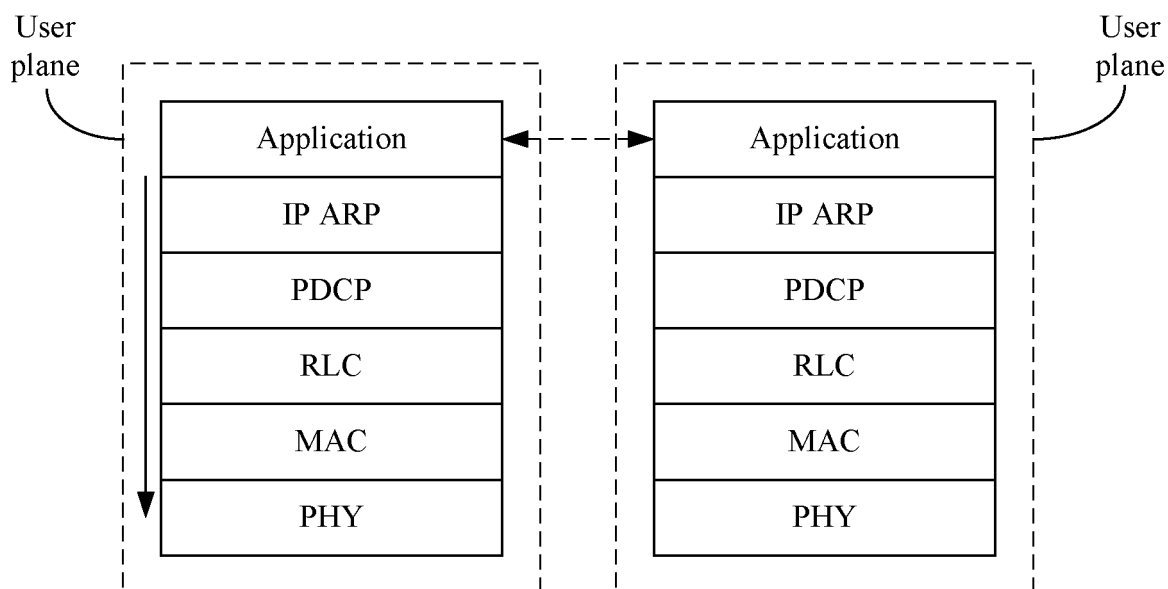 User
plane
User
plane
Application
IP ARP
PDCP
RLC
MAC
PHY
Application
IP ARP
PDCP
RLC
MAC
PHY